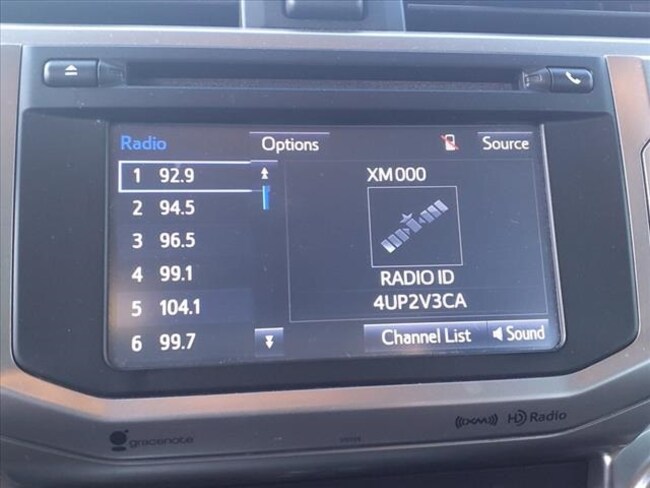 Radio
Options
Source
1 92.9
2 94.5
3 96.5
4 99.1
5 104.1
6 99.7
XM000
RADIO ID
4UP2V3CA
Channel List
Sound
gracenote
((XM)) HD Radio